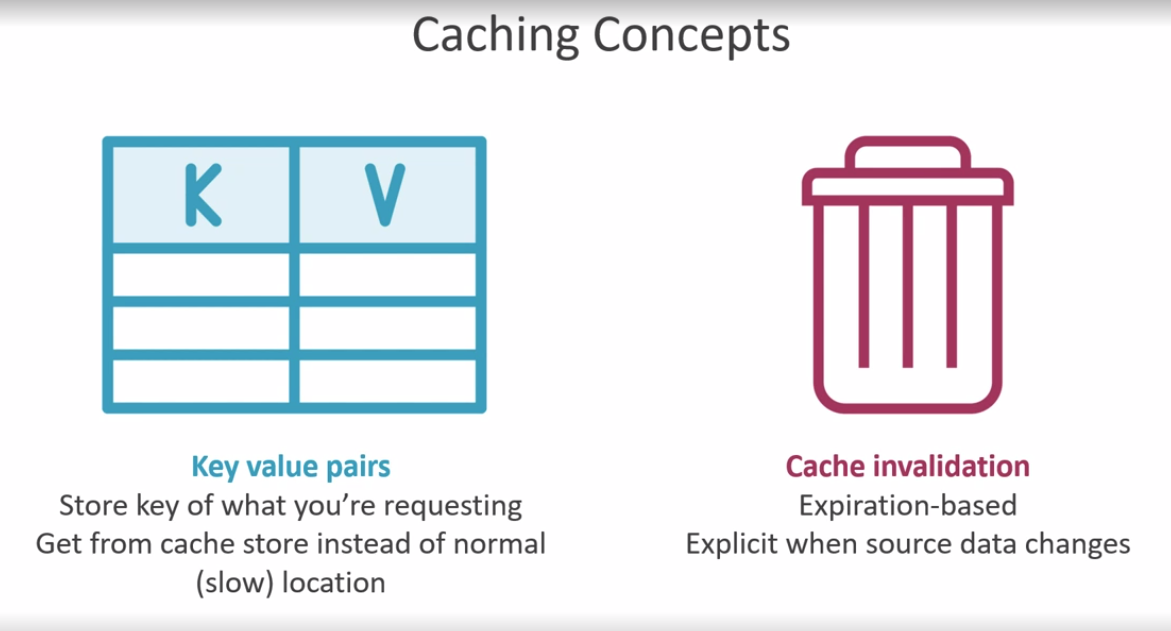 Caching Concepts
K
V
Key value pairs
Store key of what you're requesting
Get from cache store instead of normal
(slow) location
Cache invalidation
Expiration-based
Explicit when source data changes